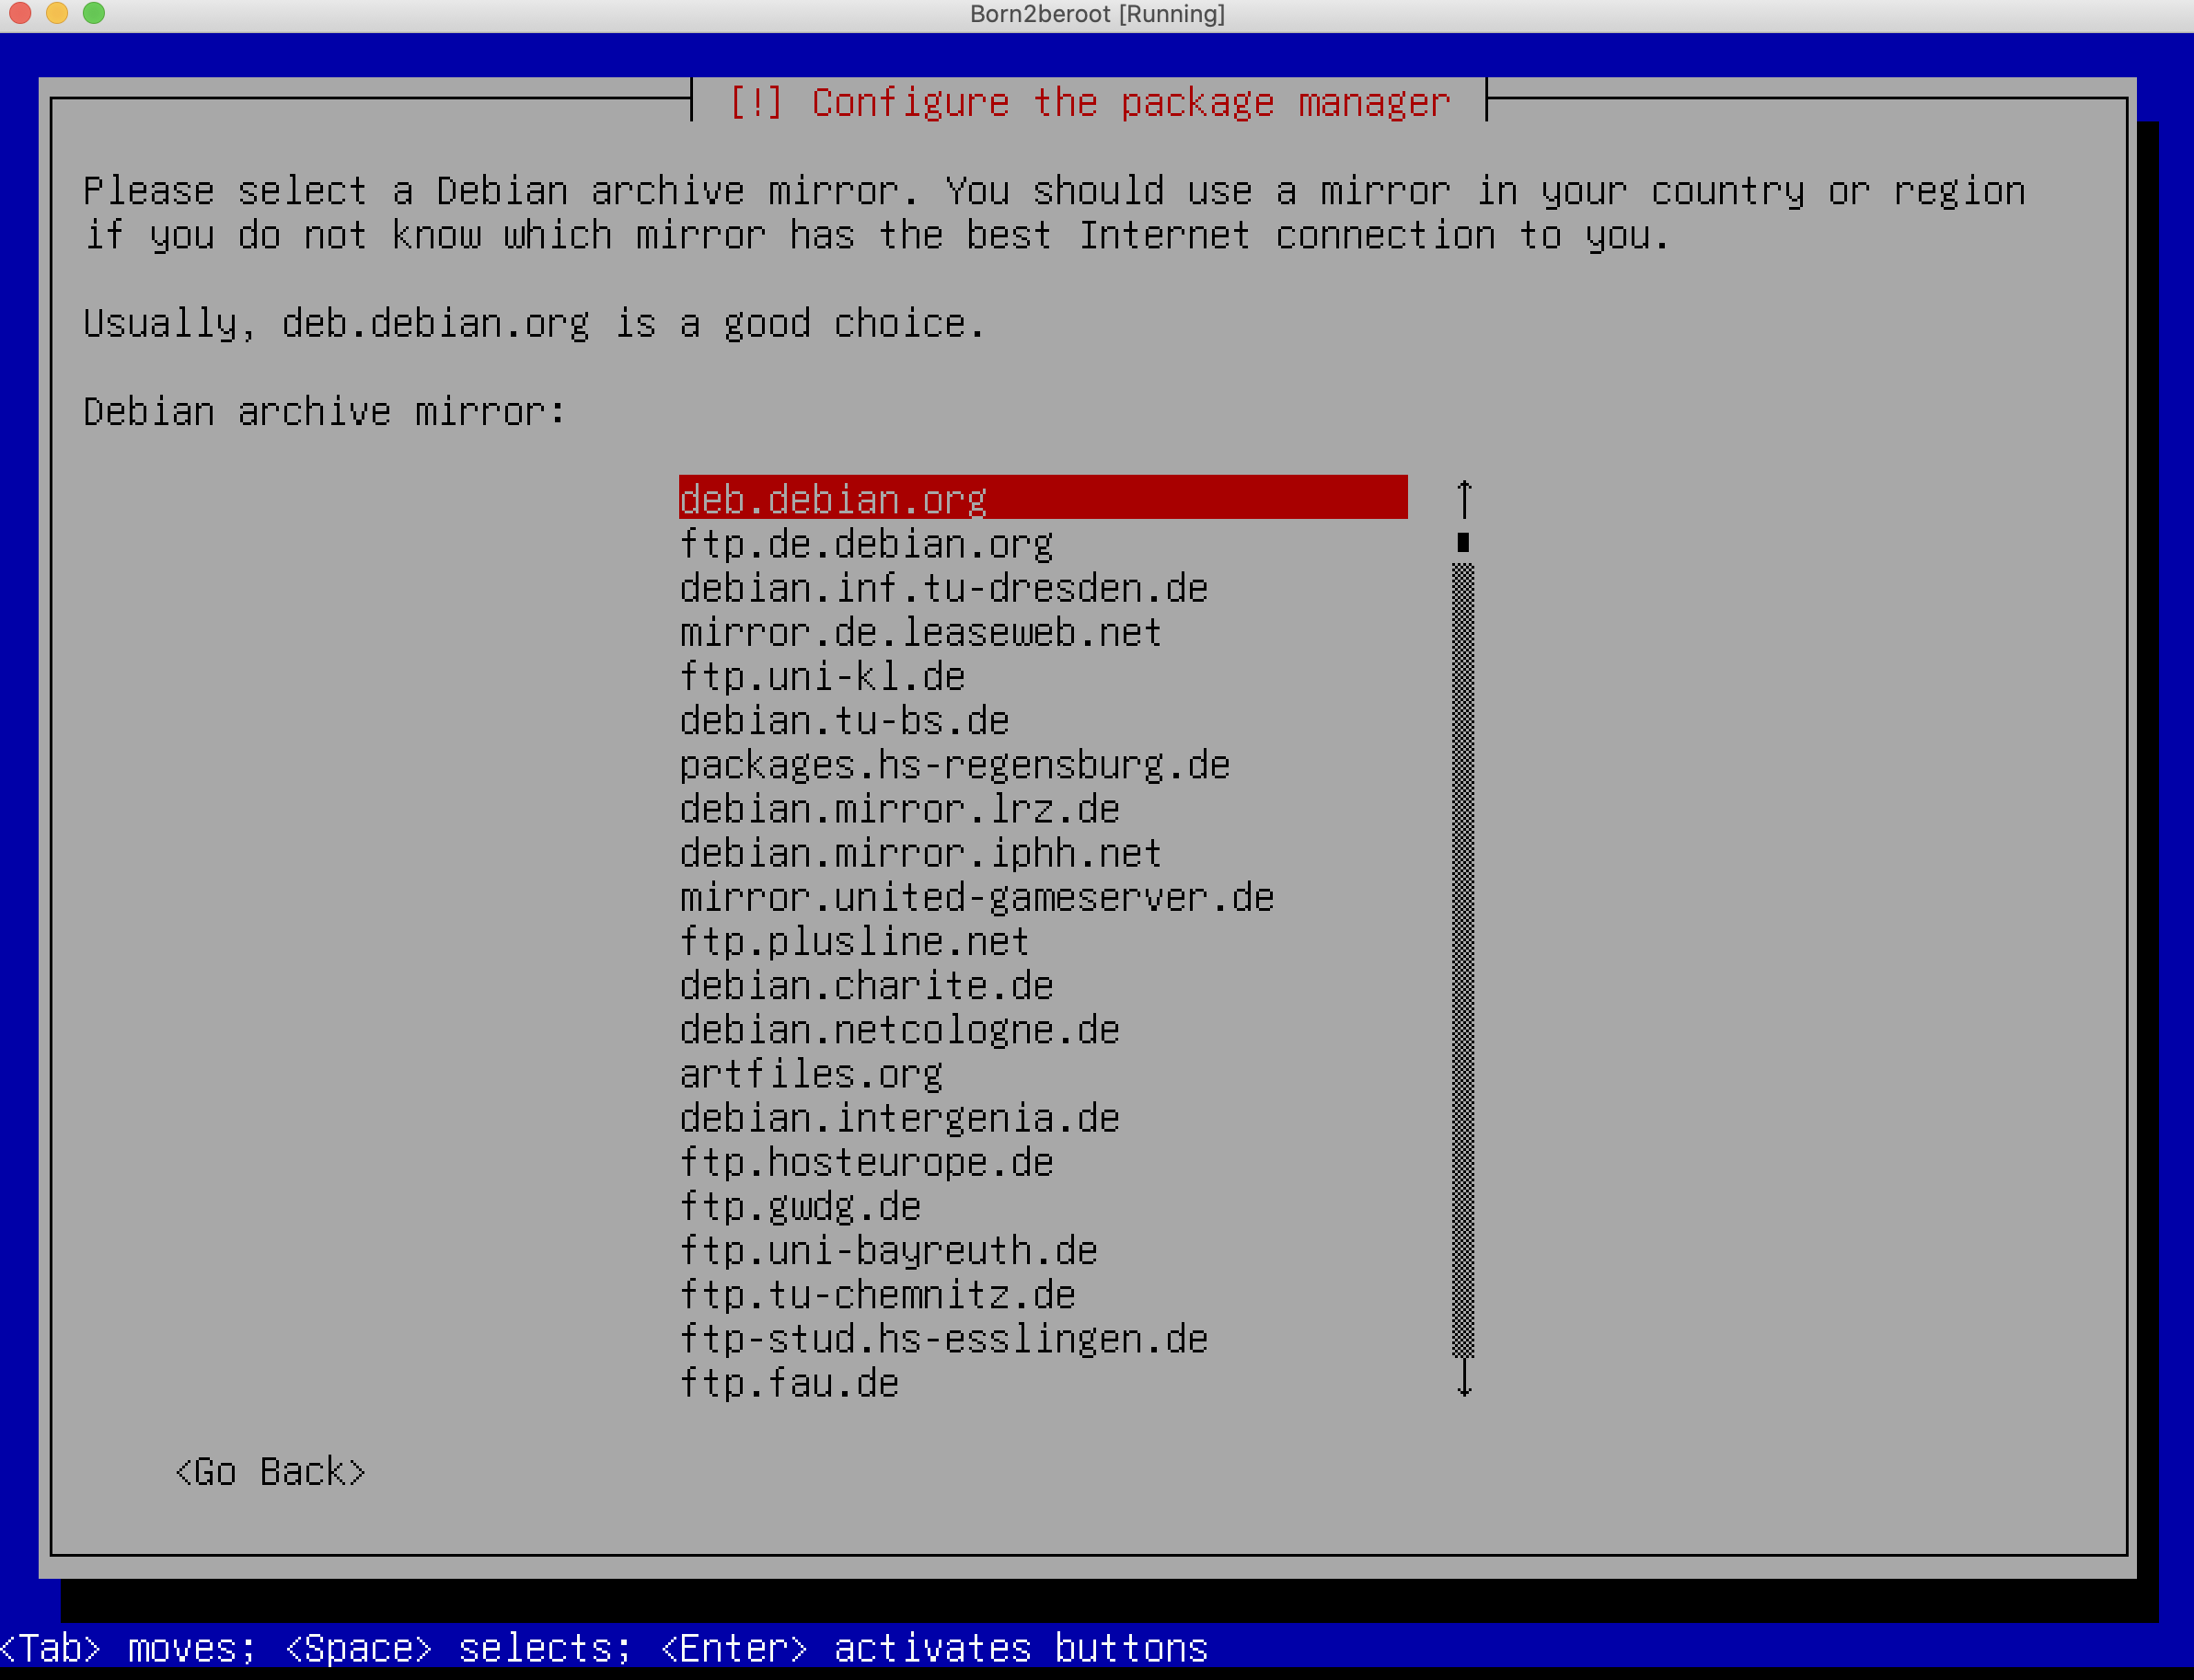 Born2beroot [Running]
[!] Configure the package manager
Please select a Debian archive mirror. You should use a mirror in your country or region
if you do not know which mirror has the best Internet connection to you.
Usually, deb.debian.org is a good choice.
Debian archive mirror:
deb.debian.org
ftp.de.debian.org
debian.inf.tu-dresden.de
mirror.de.leaseweb.net
ftp.uni-kl.de
debian.tu-bs.de
packages.hs-regensburg.de
debian.mirror.lrz.de
debian.mirror.iphh.net
mirror.united-gameserver.de
ftp.plusline.net
debian.charite.de
debian.netcologne.de
artfiles.org
debian.intergenia.de
ftp.hosteurope.de
ftp.gwdg.de
ftp.uni-bayreuth.de
ftp.tu-chemnitz.de
ftp-stud.hs-esslingen.de
ftp.fau.de
<Go Back>
<Tab> moves; <Space> selects; <Enter> activates buttons